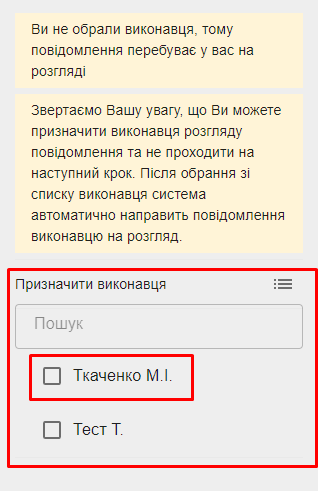 Ви не обрали виконавця, тому
повідомлення перебуває у вас на
розгляді
Звертаємо Вашу увагу, що Ви можете
призначити виконавця розгляду
повідомлення та не проходити на
наступний крок. Після обрання зі
списку виконавця система
автоматично направить повідомлення
виконавцю на розгляд.
Призначити виконавця
Пошук
Ткаченко М.І.
Тест Т.